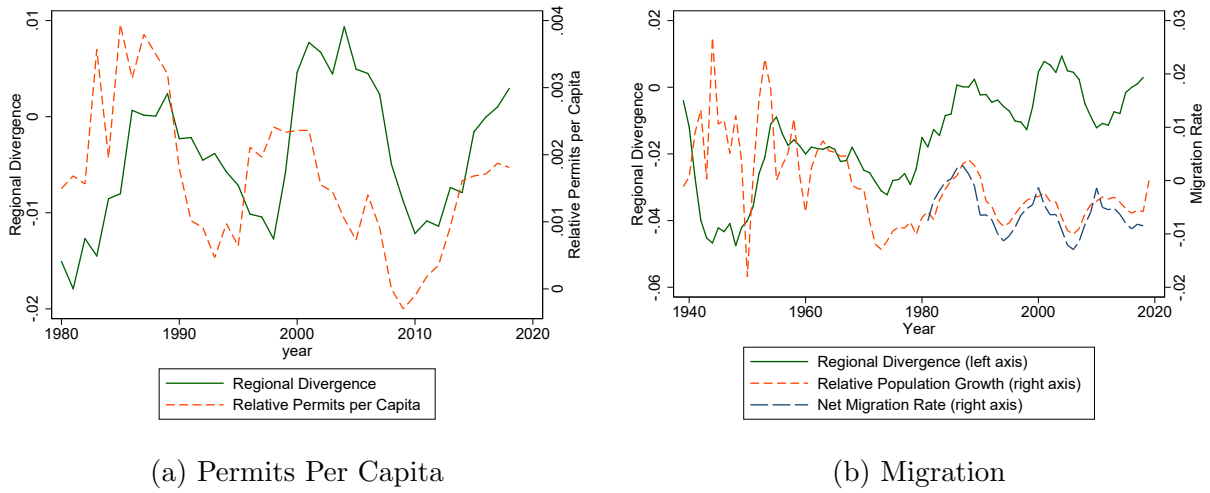 .01
0
-.01
-.02
Regional Divergence
.004
.003
.002
.001
0
Relative Permits per Capita
1980 1990 2000 2010 2020
year
Regional Divergence
Relative Permits per Capita
(a) Permits Per Capita
.02
0
-.02
-.04
-.06
Regional Divergence
.03
.02
.01
0
-.01
-.02
Migration Rate
1940 1960 1980 2000 2020
Year
Regional Divergence (left axis)
Relative Population Growth (right axis)
Net Migration Rate (right axis)
(b) Migration